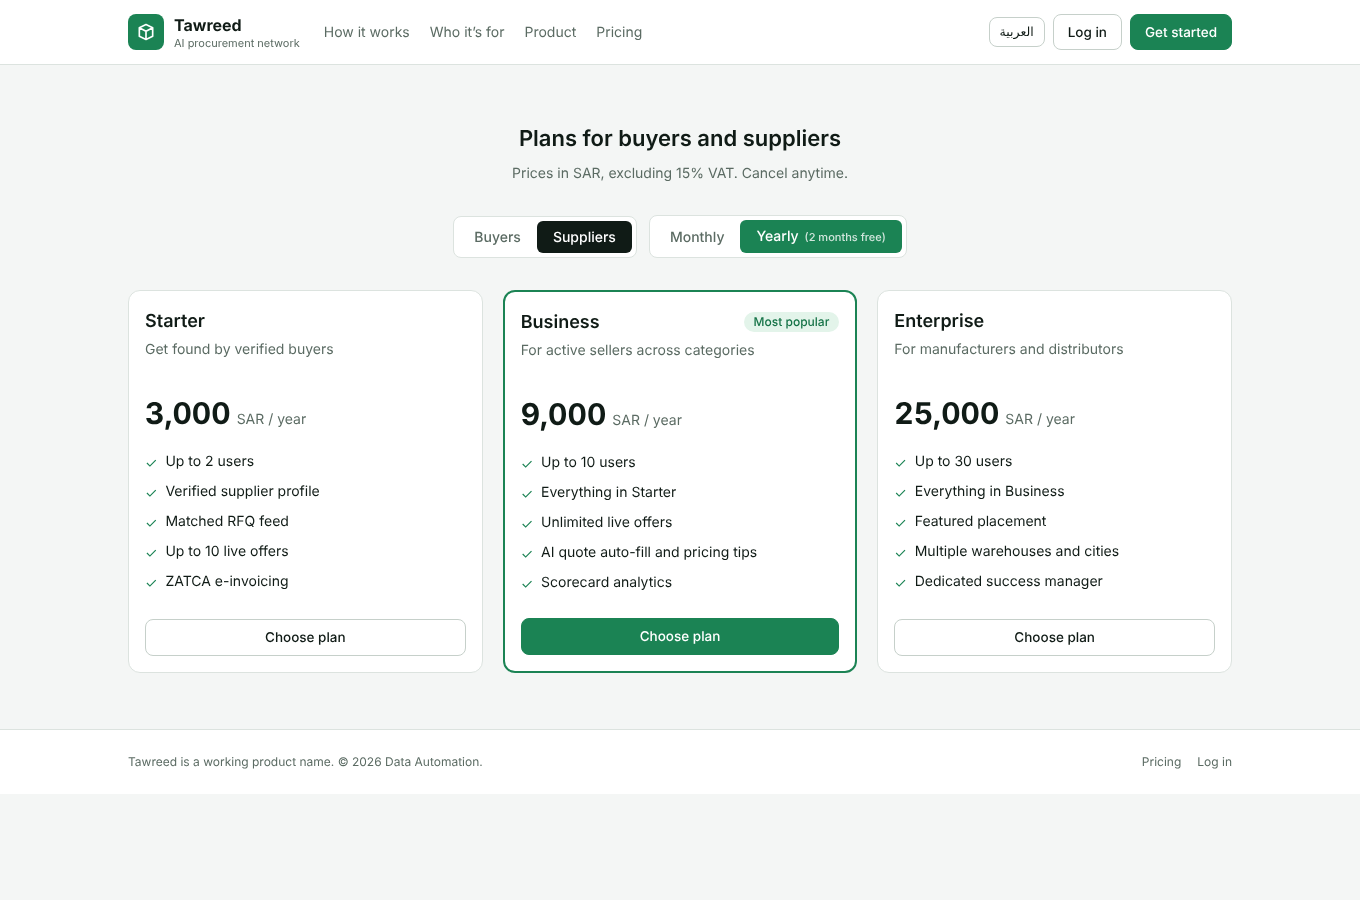 Tawreed
AI procurement network
How it works
Who it’s for
Product
Pricing
العربية
Log in
Get started
Plans for buyers and suppliers
Prices in SAR, excluding 15% VAT. Cancel anytime.
Buyers
Suppliers
Monthly
Yearly (2 months free)
Starter
Get found by verified buyers
3,000 SAR / year
Up to 2 users
Verified supplier profile
Matched RFQ feed
Up to 10 live offers
ZATCA e-invoicing
Choose plan
Business
Most popular
For active sellers across categories
9,000 SAR / year
Up to 10 users
Everything in Starter
Unlimited live offers
AI quote auto-fill and pricing tips
Scorecard analytics
Choose plan
Enterprise
For manufacturers and distributors
25,000 SAR / year
Up to 30 users
Everything in Business
Featured placement
Multiple warehouses and cities
Dedicated success manager
Choose plan
Tawreed is a working product name. © 2026 Data Automation.
Pricing
Log in